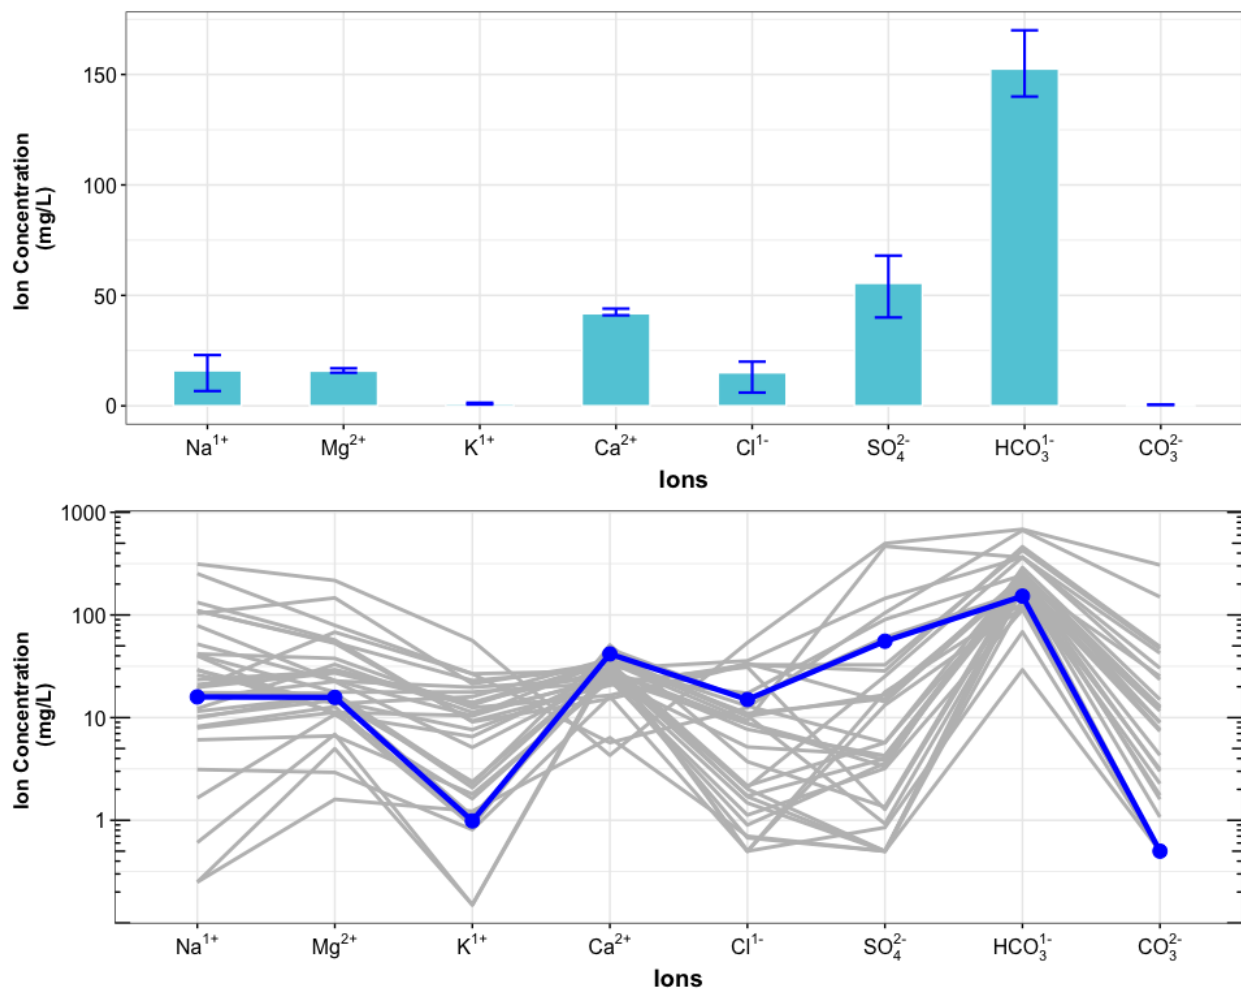 Ion Concentration
(mg/L)
150
100
50
0
Na¹⁺ Mg²⁺ K¹⁺ Ca²⁺ Cl¹⁻ SO₄²⁻ HCO₃¹⁻ CO₃²⁻
Ions
Ion Concentration
(mg/L)
1000
100
10
1
Na¹⁺ Mg²⁺ K¹⁺ Ca²⁺ Cl¹⁻ SO₄²⁻ HCO₃¹⁻ CO₃²⁻
Ions